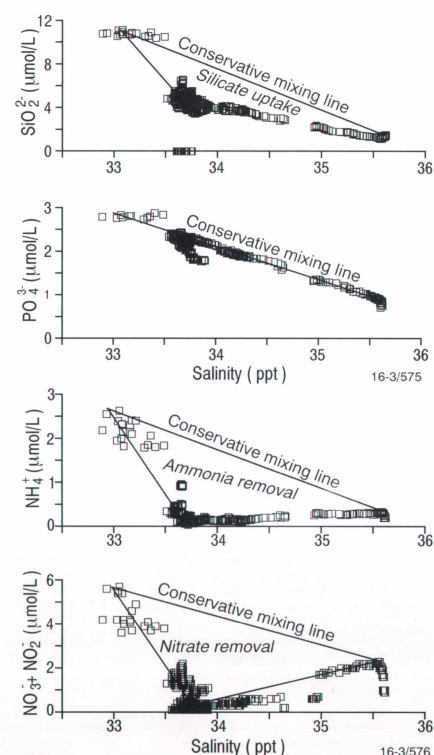 12
8
4
0
SiO₂²⁻ (μmol/L)
Conservative mixing line
Silicate uptake
33 34 35 36
3
2
1
0
PO₄³⁻ (μmol/L)
Conservative mixing line
33 34 35 36
Salinity ( ppt )
16-3/575
3
2
1
0
NH₄⁺ (μmol/L)
Conservative mixing line
Ammonia removal
33 34 35 36
6
4
2
0
NO₃⁻+ NO₂⁻ (μmol/L)
Conservative mixing line
Nitrate removal
33 34 35 36
Salinity ( ppt )
16-3/576